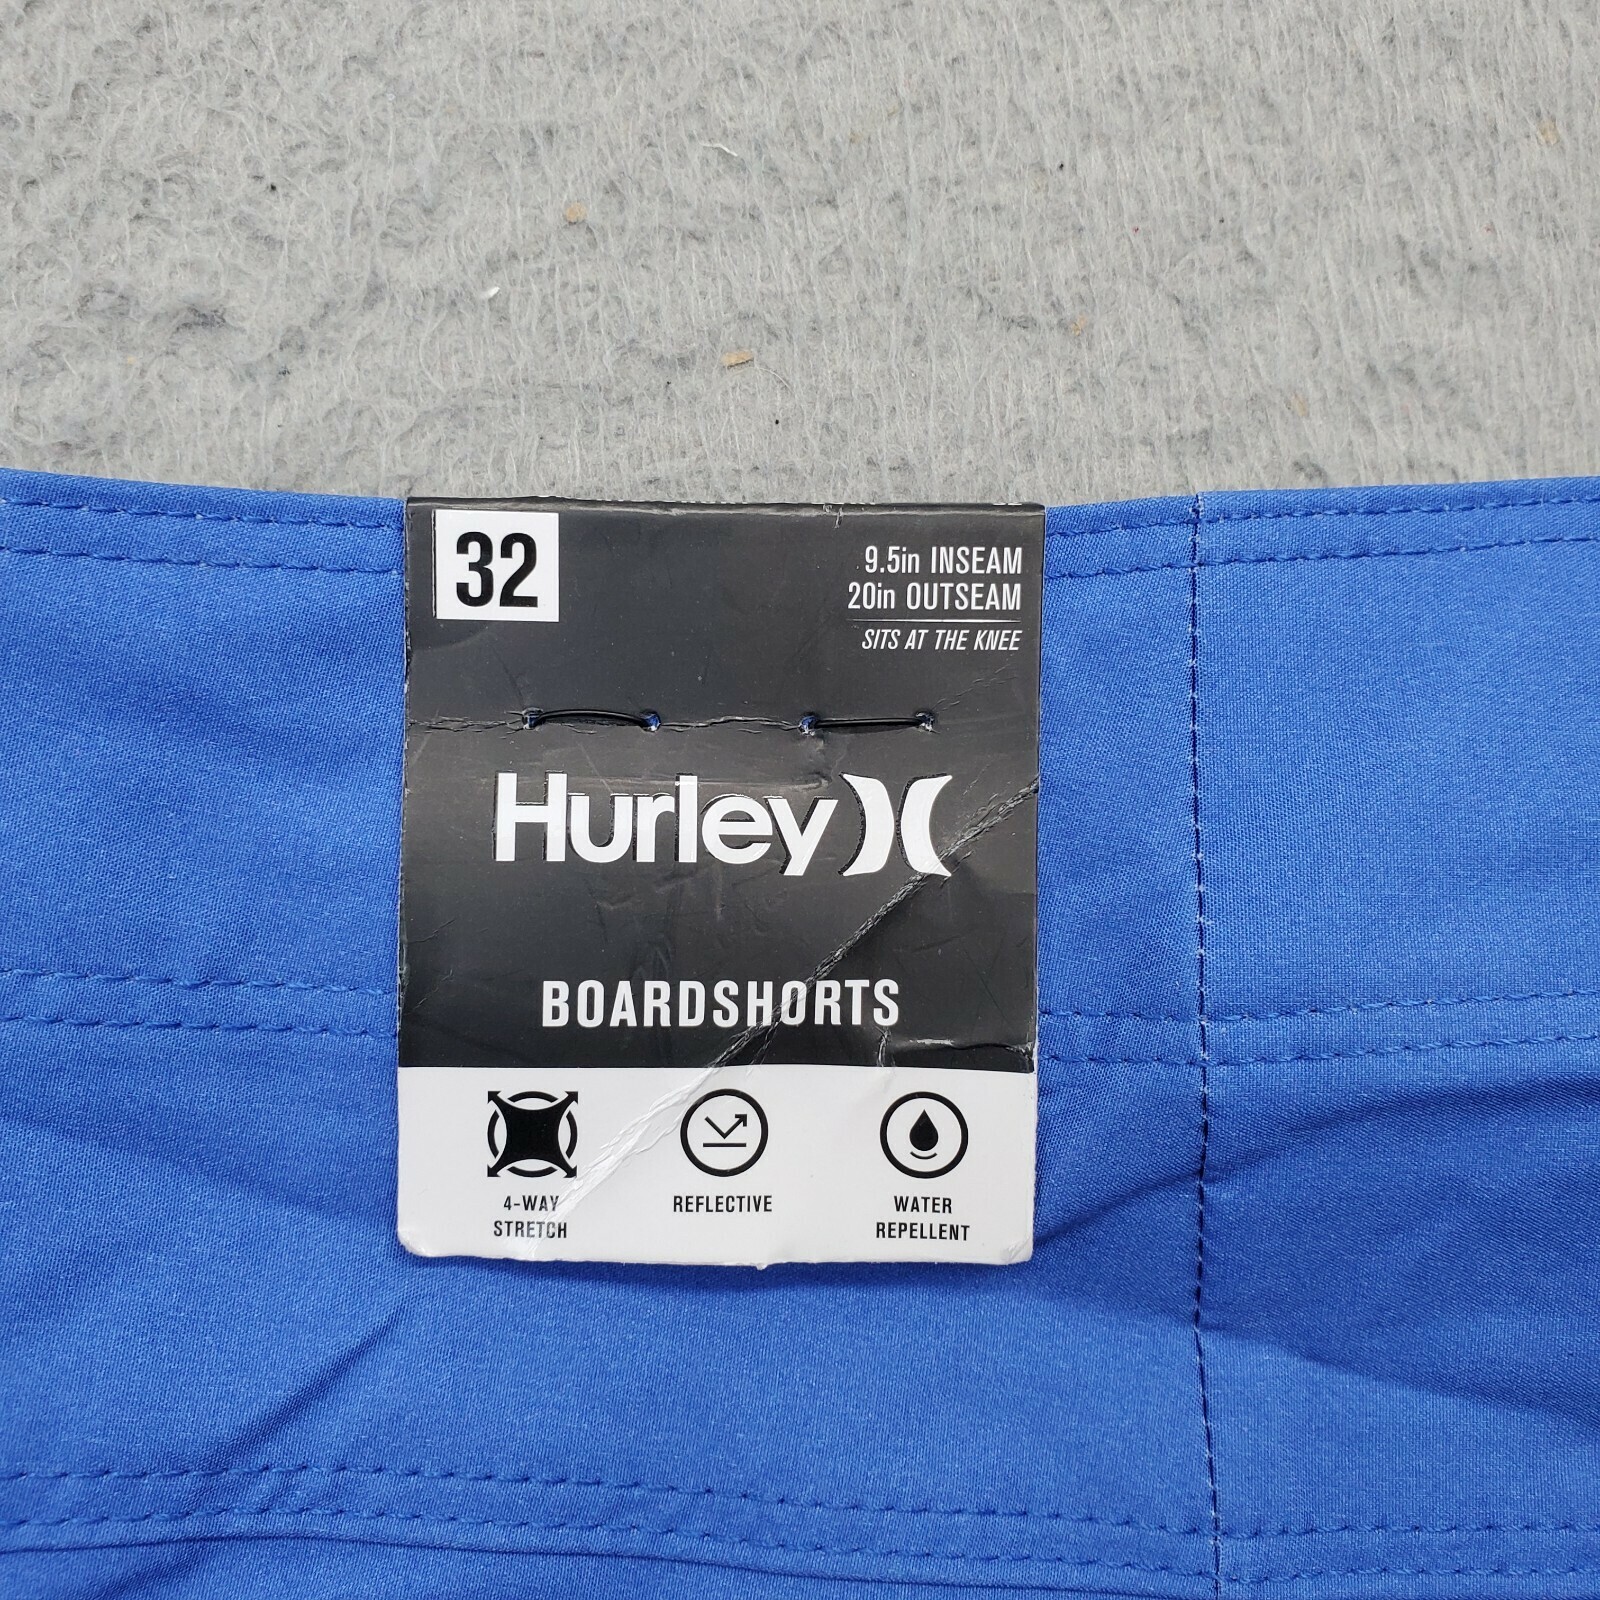 32
9.5in INSEAM
20in OUTSEAM
SITS AT THE KNEE
Hurley
BOARDSHORTS
4-WAY
STRETCH
REFLECTIVE
WATER
REPELLENT